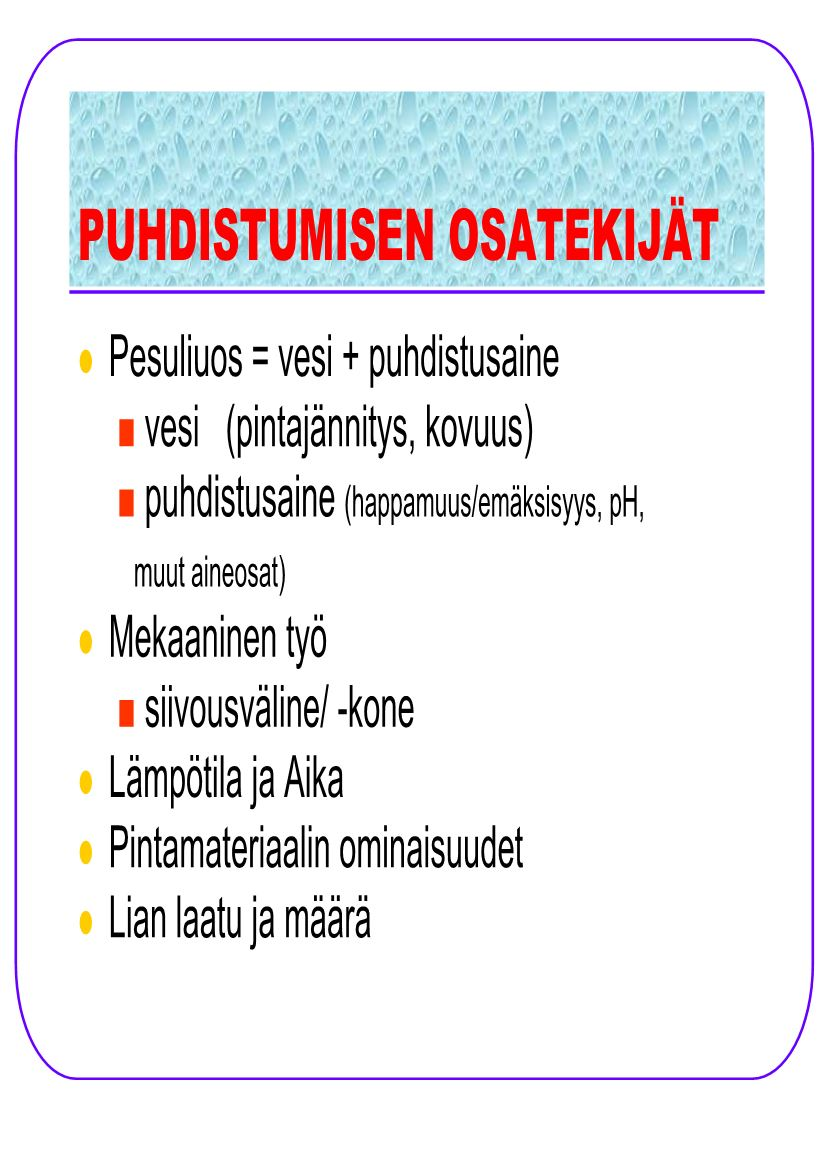 PUHDISTUMISEN OSATEKIJÄT
Pesuliuos = vesi + puhdistusaine
vesi (pintajännitys, kovuus)
puhdistusaine (happamuus/emäksisyys, pH,
muut aineosat)
Mekaaninen työ
siivousväline/ -kone
Lämpötila ja Aika
Pintamateriaalin ominaisuudet
Lian laatu ja määrä